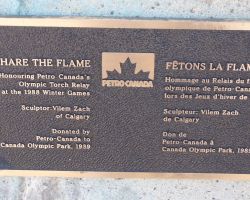 HARE THE FLAME
Honouring Petro-Canada's
Olympic Torch Relay
at the 1988 Winter Games
Sculptor: Vilem Zach
of Calgary
Donated by
Petro-Canada to
Canada Olympic Park, 1989
PETRO-CANADA
FÊTONS LA FLAM
Hommage au Relais du f
olympique de Petro-Cana
lors des Jeux d'hiver de
Sculpteur: Vilem Zach
de Calgary
Don de
Petro-Canada à
Canada Olympic Park, 198